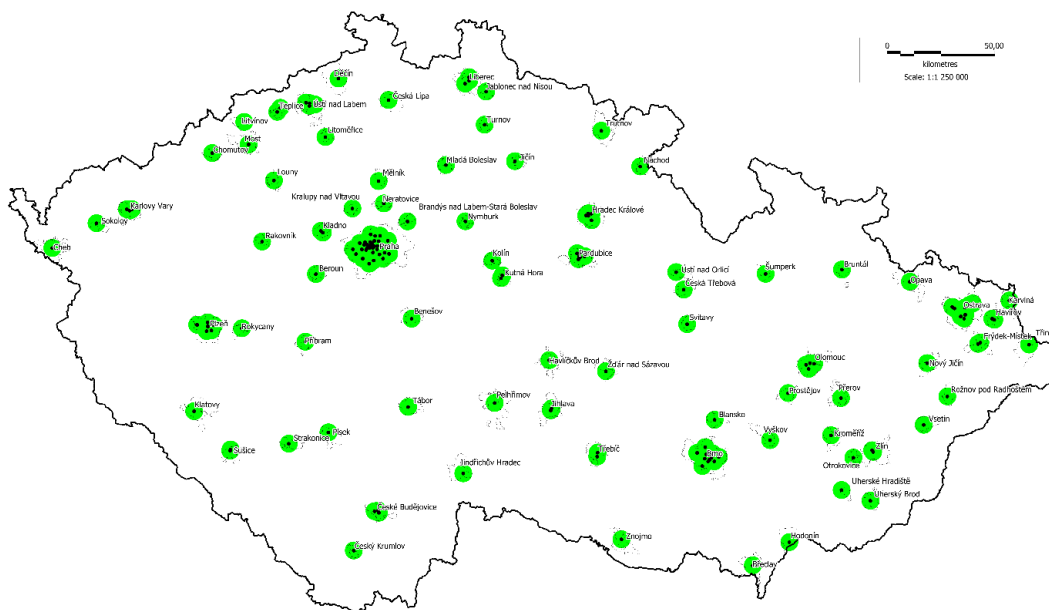 0,00
50,00
kilometres
Scale: 1:1 250 000
Děčín
Liberec
Jablonec nad Nisou
Česká Lípa
Teplice
Ústí nad Labem
Litvínov
Turnov
Trutnov
Litoměřice
Most
Chomutov
Mladá Boleslav
Jičín
Náchod
Louny
Mělník
Kralupy nad Vltavou
Neratovice
Karlovy Vary
Brandýs nad Labem-Stará Boleslav
Hradec Králové
Sokolov
Nymburk
Kladno
Rakovník
Praha
Cheb
Pardubice
Kolín
Kutná Hora
Beroun
Ústí nad Orlicí
Šumperk
Bruntál
Česká Třebová
Opava
Karviná
Ostrava
Havířov
Benešov
Svitavy
Plzeň
Rokycany
Příbram
Frýdek-Místek
Třin
Havlíčkův Brod
Olomouc
Nový Jičín
Žďár nad Sázavou
Prostějov
Přerov
Rožnov pod Radhoštěm
Pelhřimov
Tábor
Jihlava
Klatovy
Blansko
Vsetín
Písek
Vyškov
Kroměříž
Strakonice
Sušice
Třebíč
Brno
Zlín
Otrokovice
Jindřichův Hradec
Uherské Hradiště
Uherský Brod
České Budějovice
Znojmo
Hodonín
Český Krumlov
Břeclav